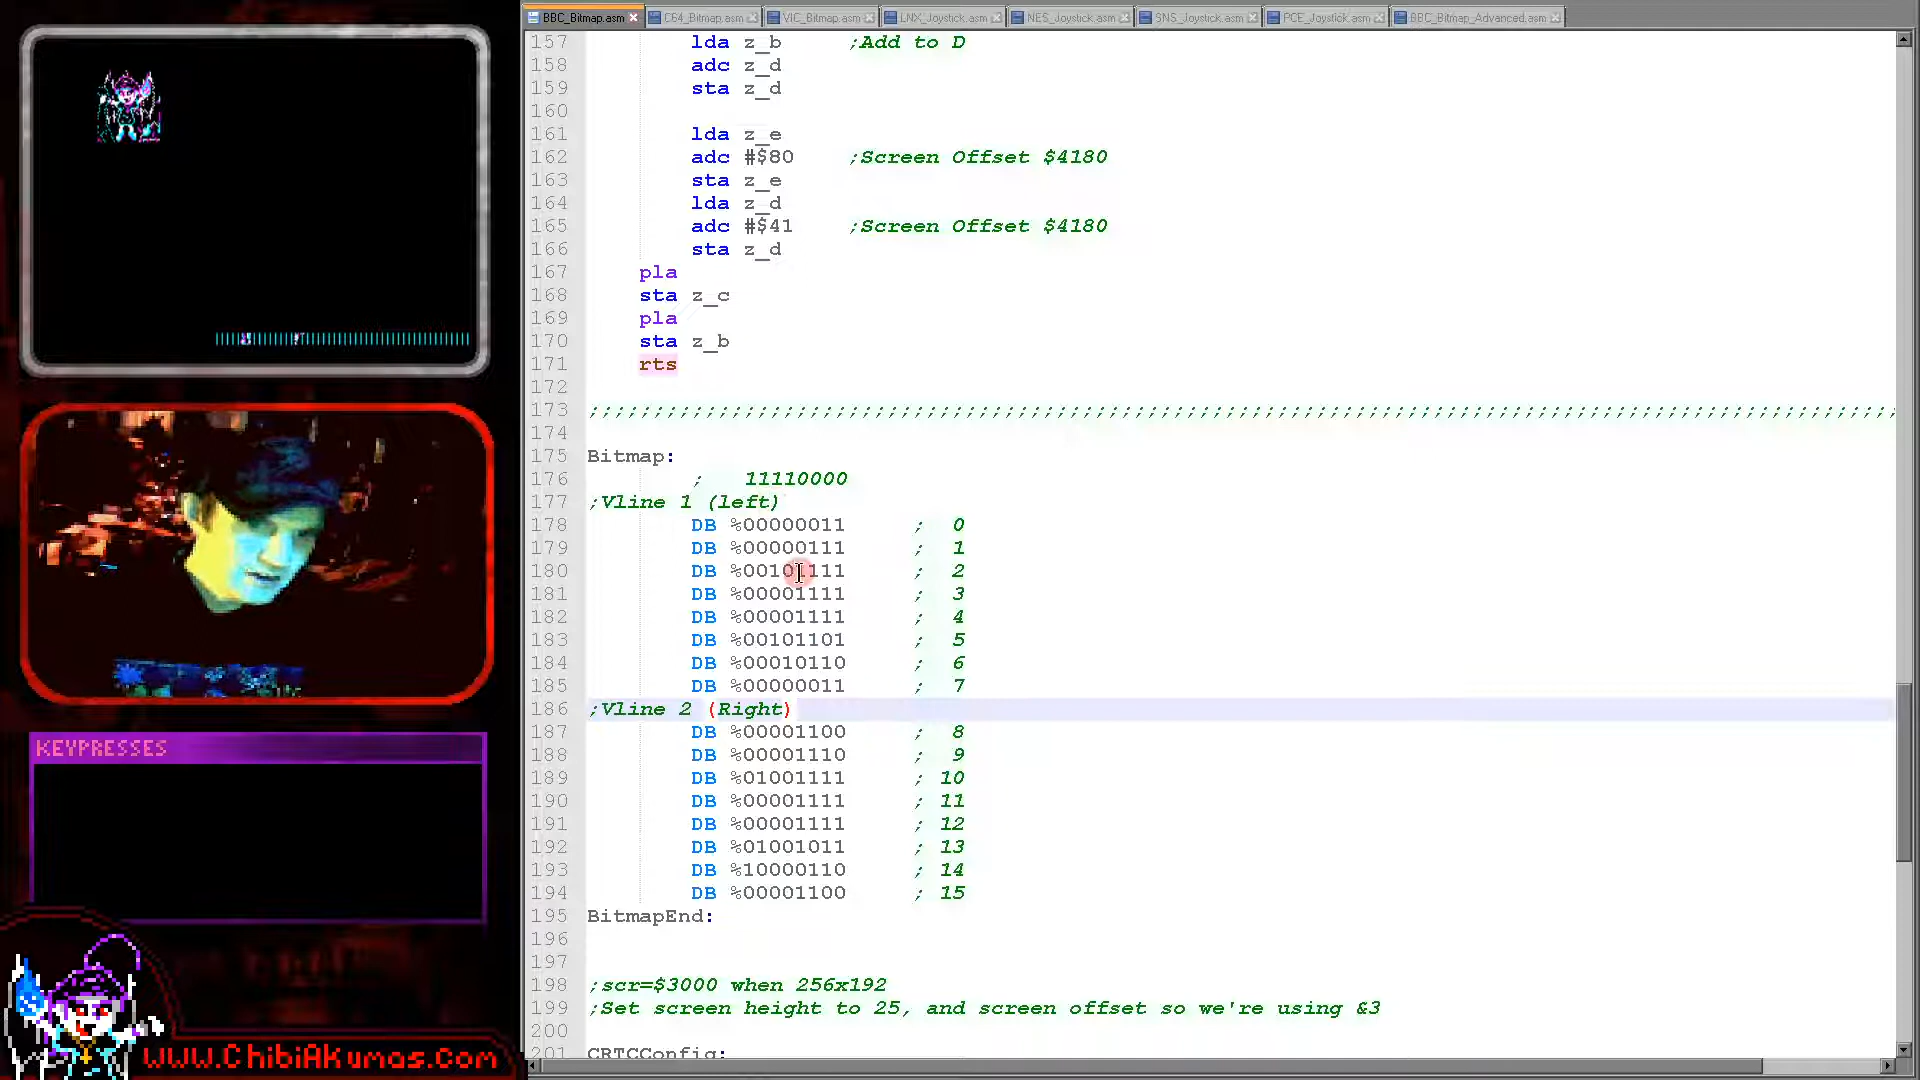 BBC_Bitmap.asm C64_Bitmap.asm VIC_Bitmap.asm LNX_Joystick.asm NES_Joystick.asm SNS_Joystick.asm PCE_Joystick.asm BBC_Bitmap_Advanced.asm
157 lda z_b ;Add to D
158 adc z_d
159 sta z_d
160
161 lda z_e
162 adc #$80 ;Screen Offset $4180
163 sta z_e
164 lda z_d
165 adc #$41 ;Screen Offset $4180
166 sta z_d
167 pla
168 sta z_c
169 pla
170 sta z_b
171 rts
172
173 ;;;;;;;;;;;;;;;;;;;;;;;;;;;;;;;;;;;;;;;;;;;;;;;;;;;;;;;;;;;;;;;;;;;;;;;;;;;;;;;;;;;;;;;;;;;;;;;;;;;;;
174
175 Bitmap:
176 ; 11110000
177 ;Vline 1 (left)
178 DB %00000011 ; 0
179 DB %00000111 ; 1
180 DB %00101111 ; 2
181 DB %00001111 ; 3
182 DB %00001111 ; 4
183 DB %00101101 ; 5
184 DB %00010110 ; 6
185 DB %00000011 ; 7
186 ;Vline 2 (Right)
187 DB %00001100 ; 8
188 DB %00001110 ; 9
189 DB %01001111 ; 10
190 DB %00001111 ; 11
191 DB %00001111 ; 12
192 DB %01001011 ; 13
193 DB %10000110 ; 14
194 DB %00001100 ; 15
195 BitmapEnd:
196
197
198 ;scr=$3000 when 256x192
199 ;Set screen height to 25, and screen offset so we're using &3
200
201 CRTCConfig:
KEYPRESSES
www.ChibiAkumas.com